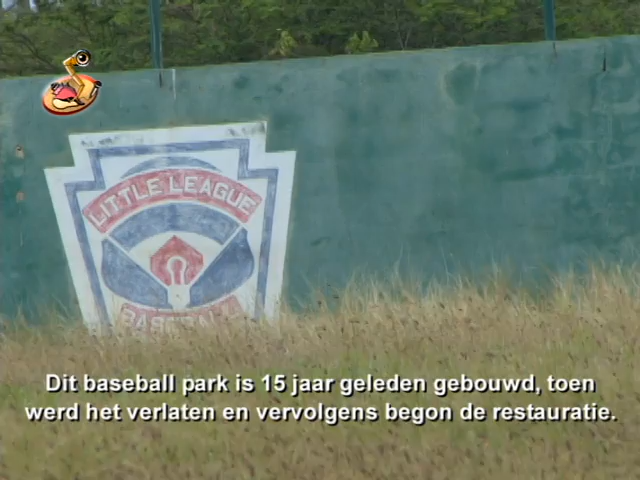 LITTLE LEAGUE
BASEBALL
Dit baseball park is 15 jaar geleden gebouwd, toen
werd het verlaten en vervolgens begon de restauratie.